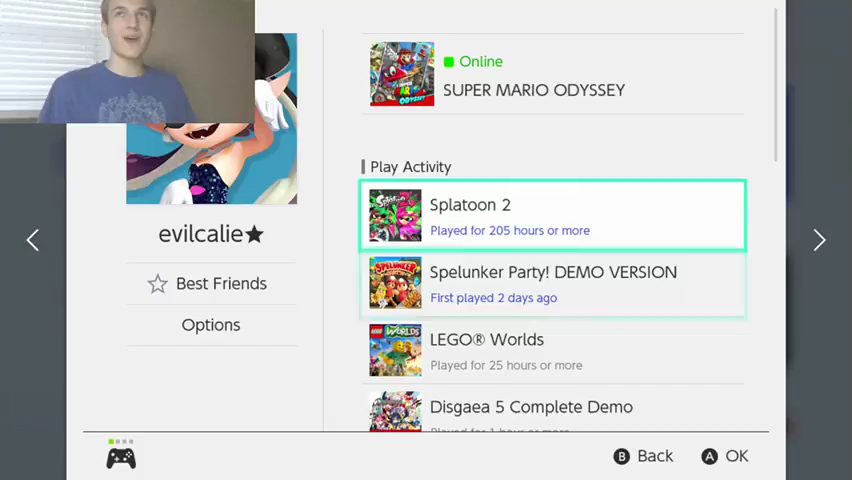 Online
SUPER MARIO ODYSSEY
Play Activity
Splatoon 2
Played for 205 hours or more
evilcalie★
Spelunker Party! DEMO VERSION
First played 2 days ago
Best Friends
Options
LEGO® Worlds
Played for 25 hours or more
Disgaea 5 Complete Demo
B Back
A OK